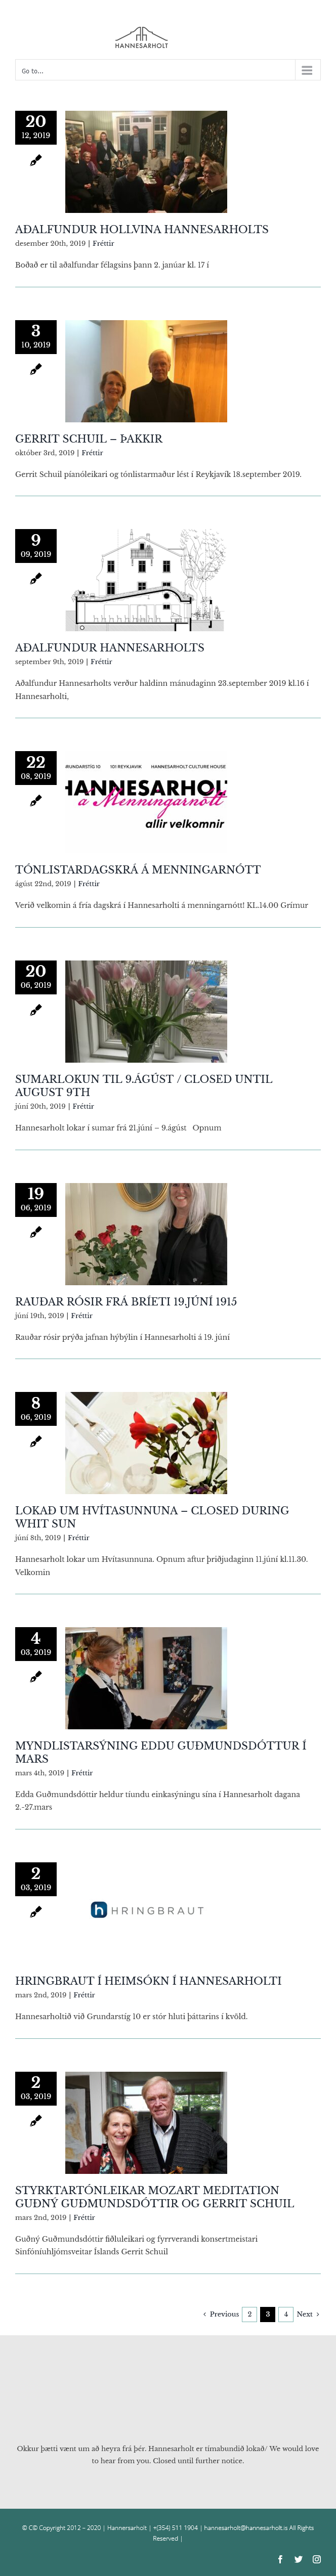 HANNESARHOLT
Go to...
20
12, 2019
AÐALFUNDUR HOLLVINA HANNESARHOLTS
desember 20th, 2019 | Fréttir
Boðað er til aðalfundar félagsins þann 2. janúar kl. 17 í
3
10, 2019
GERRIT SCHUIL – ÞAKKIR
október 3rd, 2019 | Fréttir
Gerrit Schuil píanóleikari og tónlistarmaður lést í Reykjavík 18.september 2019.
9
09, 2019
AÐALFUNDUR HANNESARHOLTS
september 9th, 2019 | Fréttir
Aðalfundur Hannesarholts verður haldinn mánudaginn 23.september 2019 kl.16 í
Hannesarholti,
22
08, 2019
RUNDARSTÍG 10 101 REYKJAVIK HANNESARHOLT CULTURE HOUSE
HANNESARHOLT
á Menningarnótt
allir velkomnir
TÓNLISTARDAGSKRÁ Á MENNINGARNÓTT
ágúst 22nd, 2019 | Fréttir
Verið velkomin á fría dagskrá í Hannesarholti á menningarnótt! KL.14.00 Grímur
20
06, 2019
SUMARLOKUN TIL 9.ÁGÚST / CLOSED UNTIL
AUGUST 9TH
júní 20th, 2019 | Fréttir
Hannesarholt lokar í sumar frá 21.júní – 9.ágúst Opnum
19
06, 2019
RAUÐAR RÓSIR FRÁ BRÍETI 19.JÚNÍ 1915
júní 19th, 2019 | Fréttir
Rauðar rósir prýða jafnan hýbýlin í Hannesarholti á 19. júní
8
06, 2019
LOKAÐ UM HVÍTASUNNUNA – CLOSED DURING
WHIT SUN
júní 8th, 2019 | Fréttir
Hannesarholt lokar um Hvítasunnuna. Opnum aftur þriðjudaginn 11.júní kl.11.30.
Velkomin
4
03, 2019
MYNDLISTARSÝNING EDDU GUÐMUNDSDÓTTUR Í
MARS
mars 4th, 2019 | Fréttir
Edda Guðmundsdóttir heldur tíundu einkasýningu sína í Hannesarholt dagana
2.-27.mars
2
03, 2019
h HRINGBRAUT
HRINGBRAUT Í HEIMSÓKN Í HANNESARHOLTI
mars 2nd, 2019 | Fréttir
Hannesarholtið við Grundarstíg 10 er stór hluti þáttarins í kvöld.
2
03, 2019
STYRKTARTÓNLEIKAR MOZART MEDITATION
GUÐNÝ GUÐMUNDSDÓTTIR OG GERRIT SCHUIL
mars 2nd, 2019 | Fréttir
Guðný Guðmundsdóttir fiðluleikari og fyrrverandi konsertmeistari
Sinfóníuhljómsveitar Íslands Gerrit Schuil
Previous 2 3 4 Next
Okkur þætti vænt um að heyra frá þér. Hannesarholt er tímabundið lokað/ We would love
to hear from you. Closed until further notice.
© C© Copyright 2012 – 2020 | Hannersarholt | +(354) 511 1904 | hannesarholt@hannesarholt.is All Rights
Reserved |